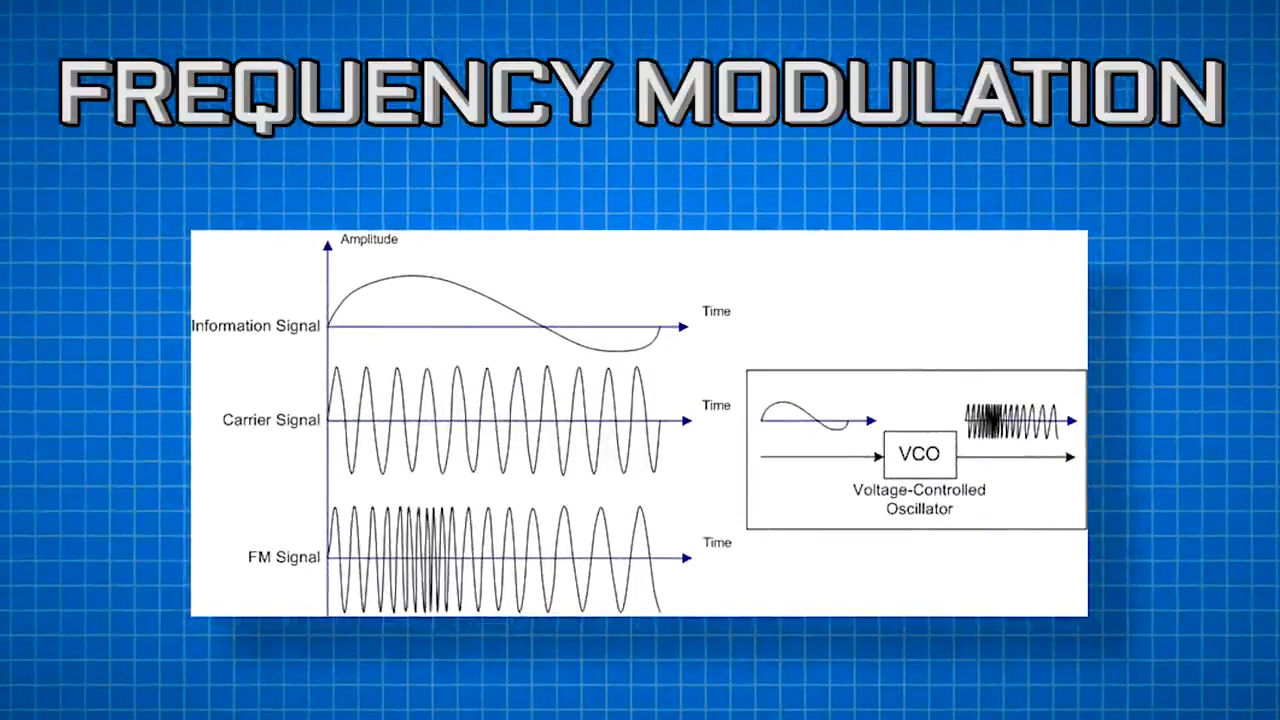 FREQUENCY MODULATION
Amplitude
Time
Information Signal
Time
Carrier Signal
VCO
Voltage-Controlled
Oscillator
Time
FM Signal